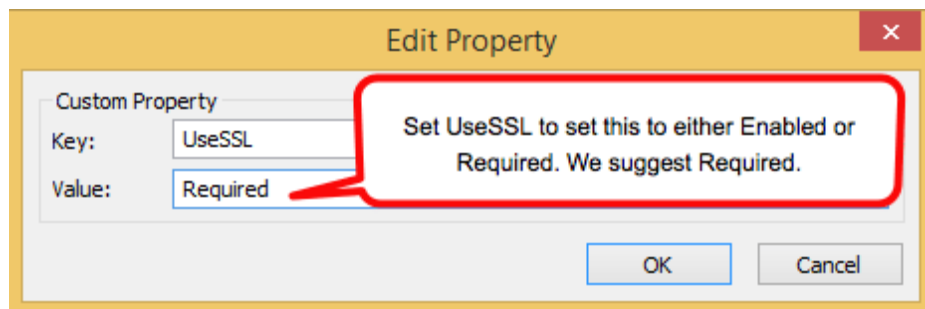 Edit Property
Custom Property
Key: UseSSL
Set UseSSL to set this to either Enabled or
Required. We suggest Required.
Value: Required
OK Cancel